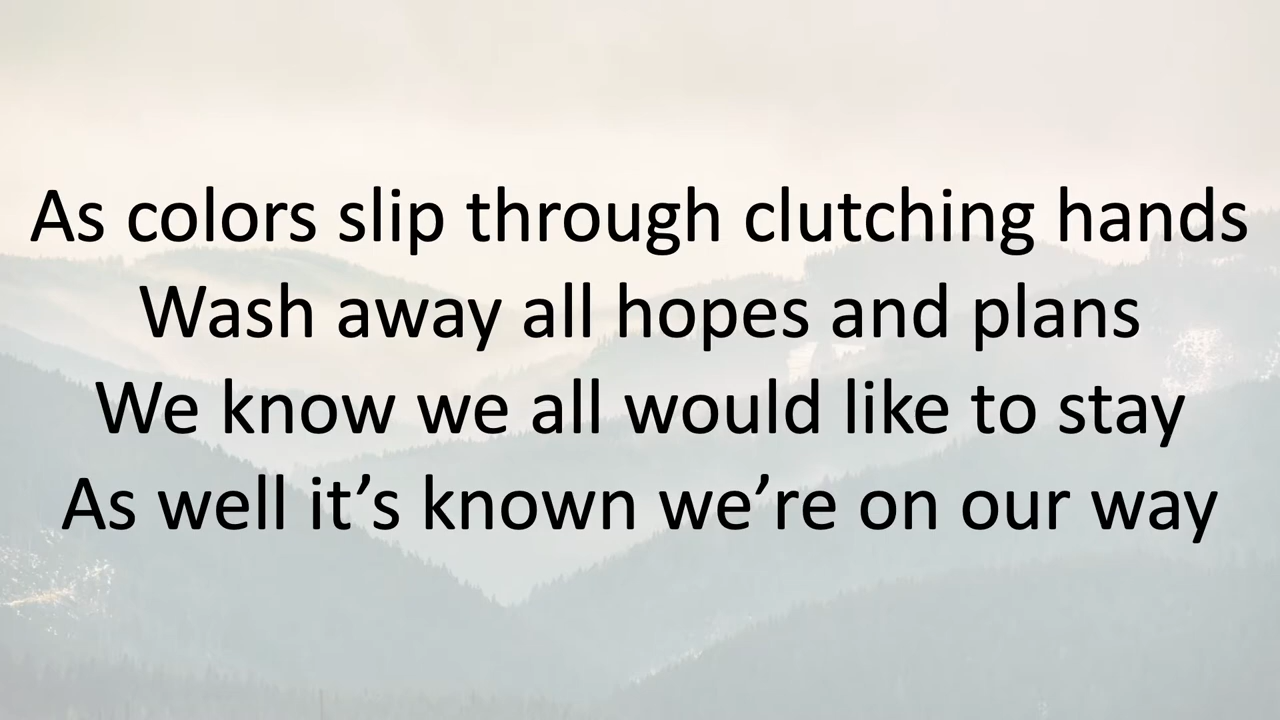 As colors slip through clutching hands
Wash away all hopes and plans
We know we all would like to stay
As well it’s known we’re on our way